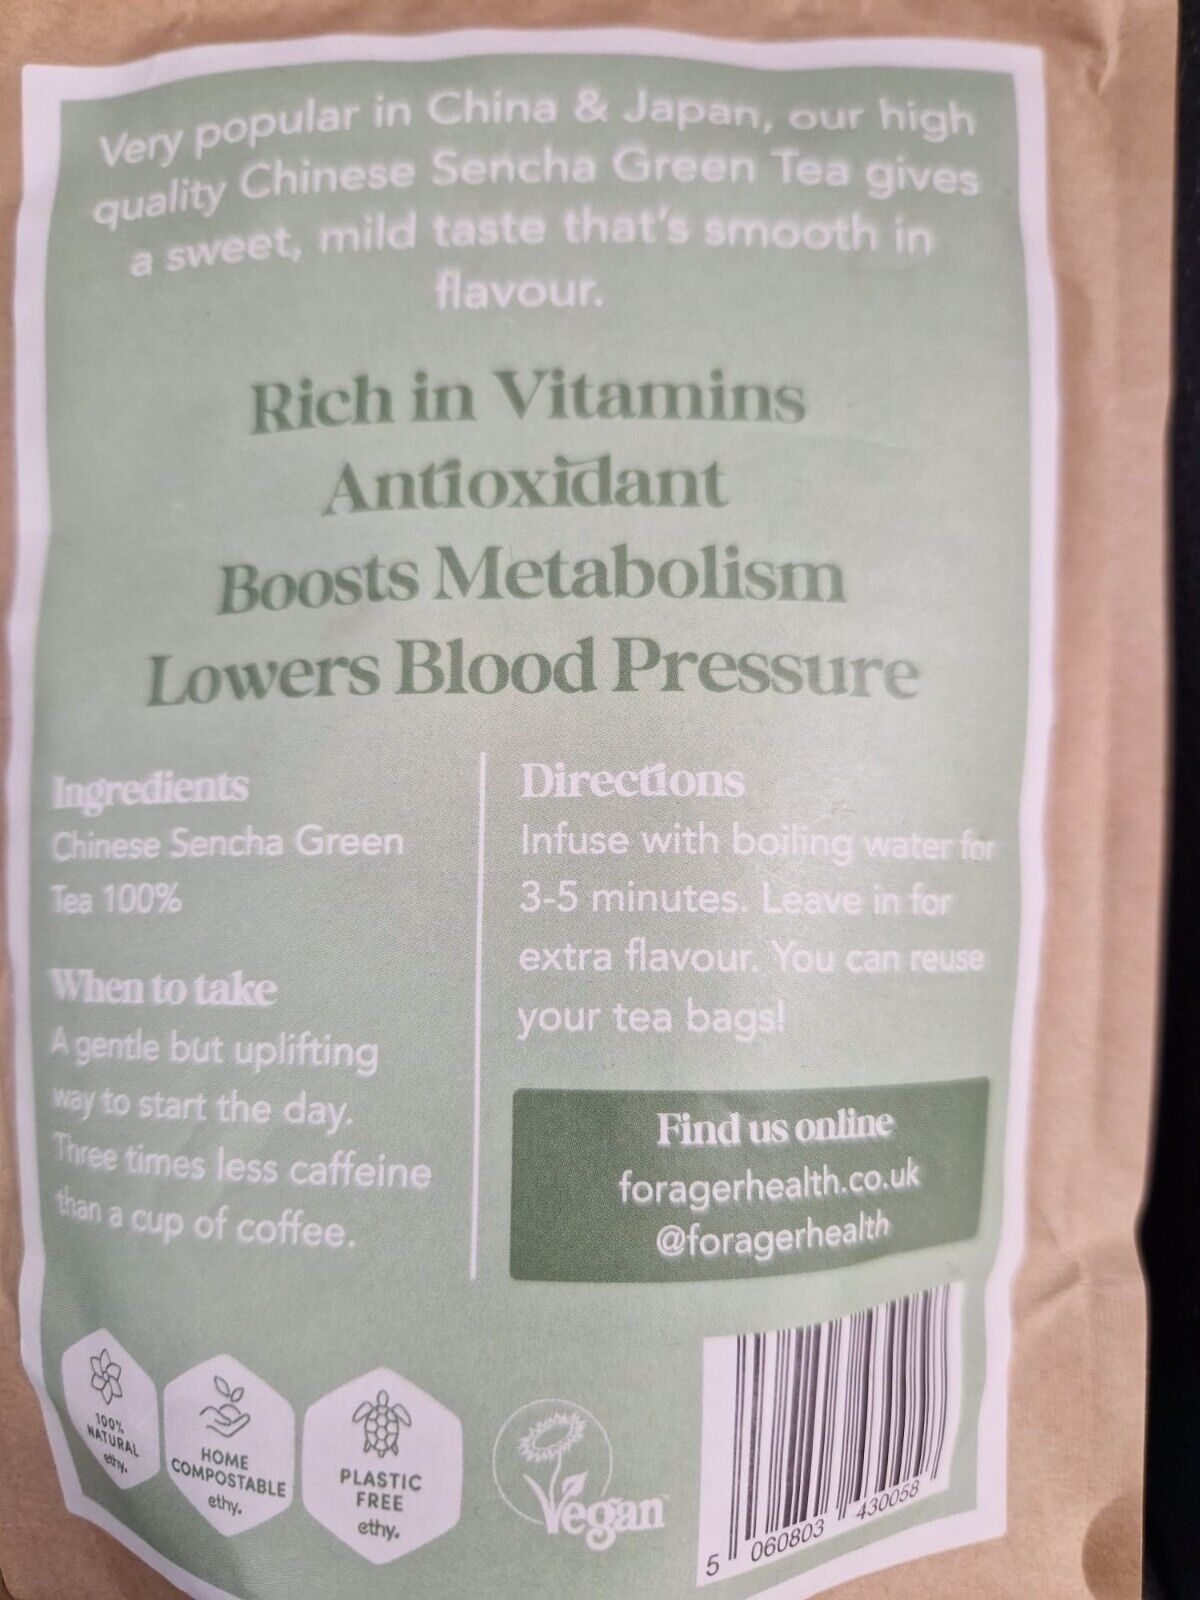 Very popular in China & Japan, our high
quality Chinese Sencha Green Tea gives
a sweet, mild taste that's smooth in
flavour.
Rich in Vitamins
Antioxidant
Boosts Metabolism
Lowers Blood Pressure
Ingredients
Chinese Sencha Green
Tea 100%
When to take
A gentle but uplifting
way to start the day.
Three times less caffeine
than a cup of coffee.
Directions
Infuse with boiling water for
3-5 minutes. Leave in for
extra flavour. You can reuse
your tea bags!
Find us online
foragerhealth.co.uk
@foragerhealth
100%
NATURAL
ethy.
HOME
COMPOSTABLE
ethy.
PLASTIC
FREE
ethy.
Vegan
5 060803 430058